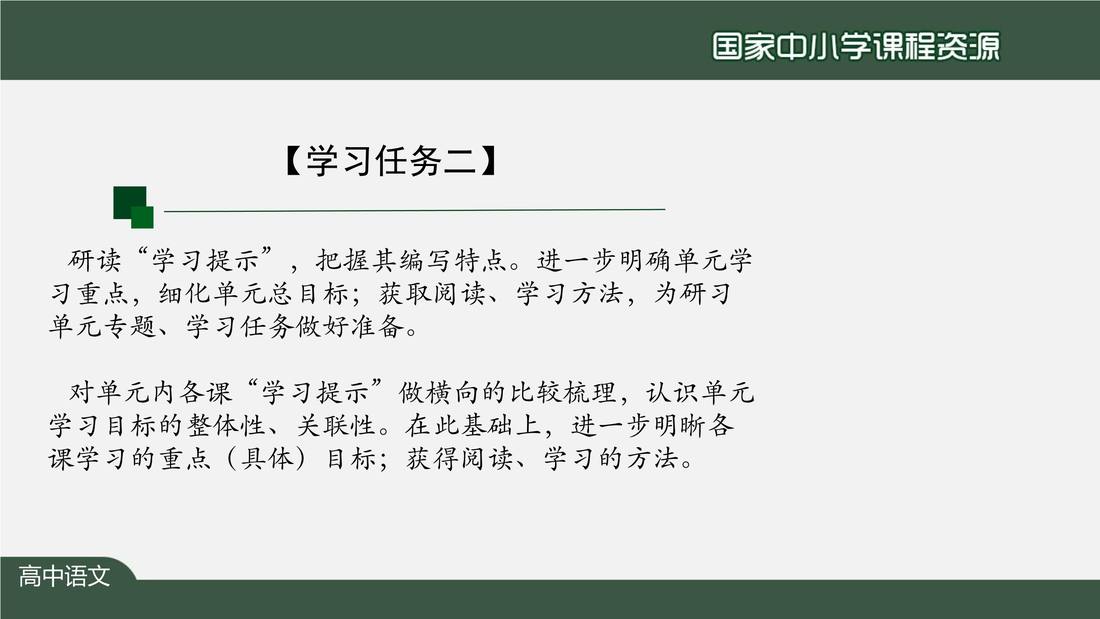 国家中小学课程资源
【学习任务二】
研读“学习提示”，把握其编写特点。进一步明确单元学
习重点，细化单元总目标；获取阅读、学习方法，为研习
单元专题、学习任务做好准备。
对单元内各课“学习提示”做横向的比较梳理，认识单元
学习目标的整体性、关联性。在此基础上，进一步明晰各
课学习的重点（具体）目标；获得阅读、学习的方法。
高中语文